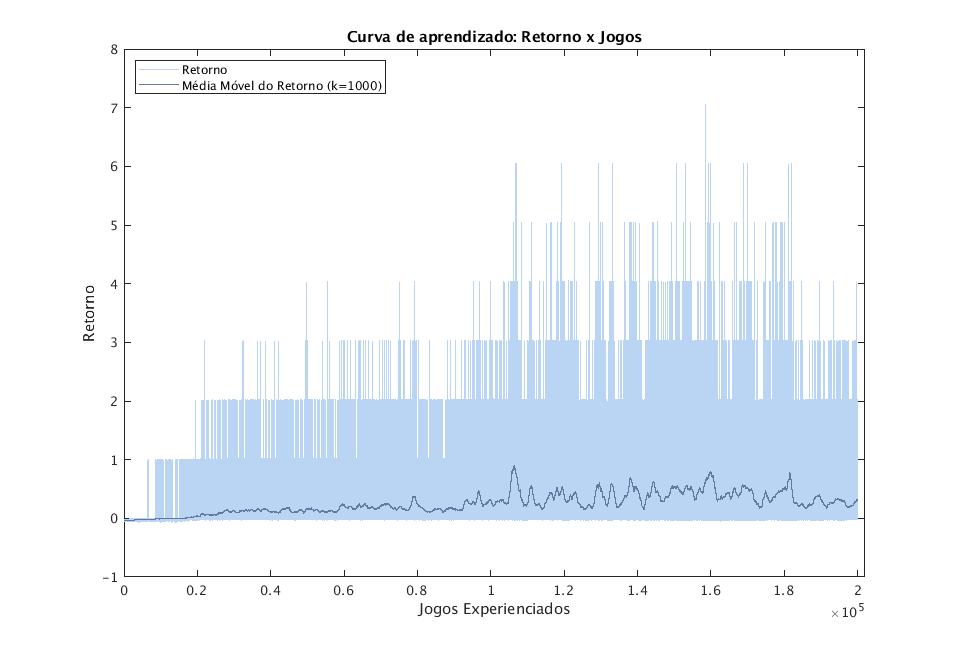 Curva de aprendizado: Retorno x Jogos
8
Retorno
Média Móvel do Retorno (k=1000)
7
6
5
4
3
2
1
0
−1
Retorno
0 0.2 0.4 0.6 0.8 1 1.2 1.4 1.6 1.8 2
Jogos Experienciados
×10⁵